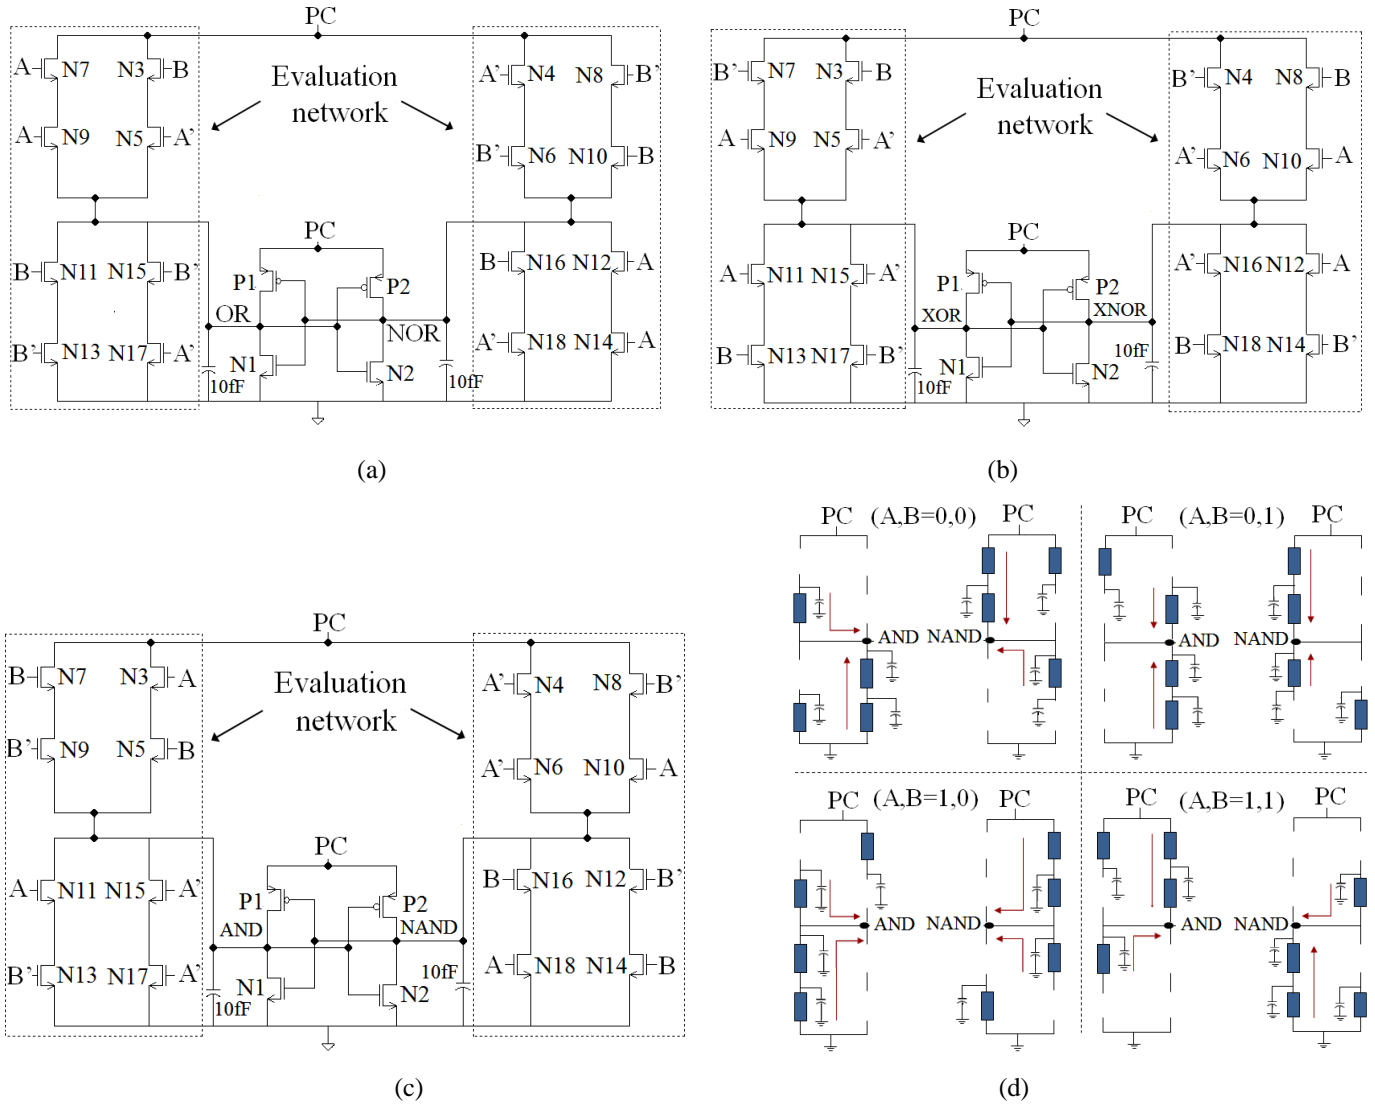 PC
A N7 N3 B
A' N4 N8 B'
Evaluation network
A N9 N5 A'
B' N6 N10 B
PC
B N11 N15 B'
P1 P2
B N16 N12 A
OR NOR
B' N13 N17 A'
N1 N2
10fF 10fF
A' N18 N14 A
(a)
PC
B' N7 N3 B
B' N4 N8 B
Evaluation network
A N9 N5 A'
A' N6 N10 A
PC
A N11 N15 A'
P1 P2
A' N16 N12 A
XOR XNOR
B N13 N17 B'
N1 N2
10fF 10fF
B N18 N14 B'
(b)
PC
B N7 N3 A
A' N4 N8 B'
Evaluation network
B' N9 N5 B
A' N6 N10 A
PC
A N11 N15 A'
P1 P2
B N16 N12 B'
AND NAND
B' N13 N17 A'
N1 N2
10fF 10fF
A N18 N14 B
(c)
PC (A,B=0,0) PC
AND NAND
PC (A,B=0,1) PC
AND NAND
PC (A,B=1,0) PC
AND NAND
PC (A,B=1,1) PC
AND NAND
(d)